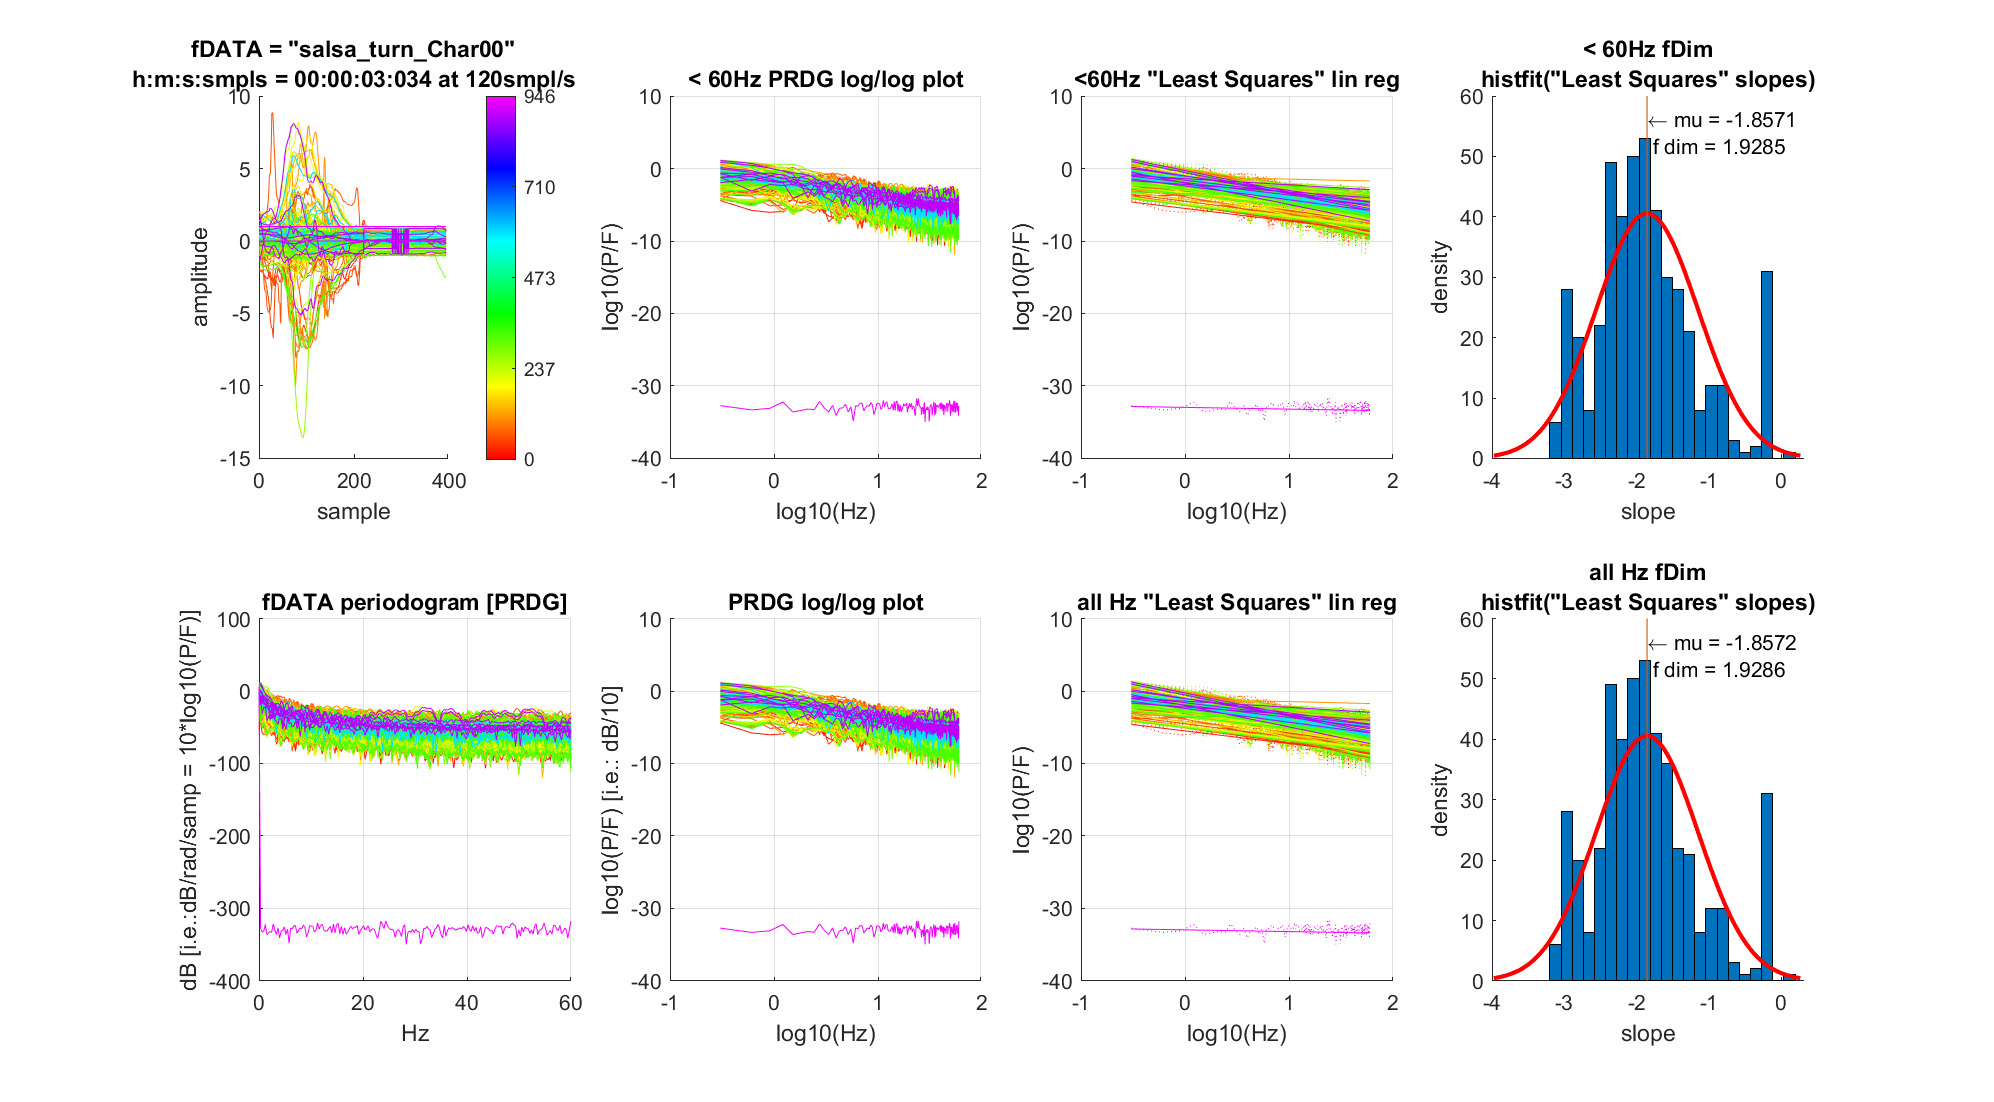 fDATA = "salsa_turn_Char00"
h:m:s:smpls = 00:00:03:034 at 120smpl/s
10
5
0
-5
-10
-15
0
200
400
sample
amplitude
946
710
473
237
0
< 60Hz PRDG log/log plot
10
0
-10
-20
-30
-40
-1
0
1
2
log10(Hz)
log10(P/F)
<60Hz "Least Squares" lin reg
10
0
-10
-20
-30
-40
-1
0
1
2
log10(Hz)
log10(P/F)
< 60Hz fDim
histfit("Least Squares" slopes)
← mu = -1.8571
f dim = 1.9285
60
50
40
30
20
10
0
-4
-3
-2
-1
0
slope
density
fDATA periodogram [PRDG]
100
0
-100
-200
-300
-400
0
20
40
60
Hz
dB [i.e.:dB/rad/samp = 10*log10(P/F)]
PRDG log/log plot
10
0
-10
-20
-30
-40
-1
0
1
2
log10(Hz)
log10(P/F) [i.e.: dB/10]
all Hz "Least Squares" lin reg
10
0
-10
-20
-30
-40
-1
0
1
2
log10(Hz)
log10(P/F)
all Hz fDim
histfit("Least Squares" slopes)
← mu = -1.8572
f dim = 1.9286
60
50
40
30
20
10
0
-4
-3
-2
-1
0
slope
density